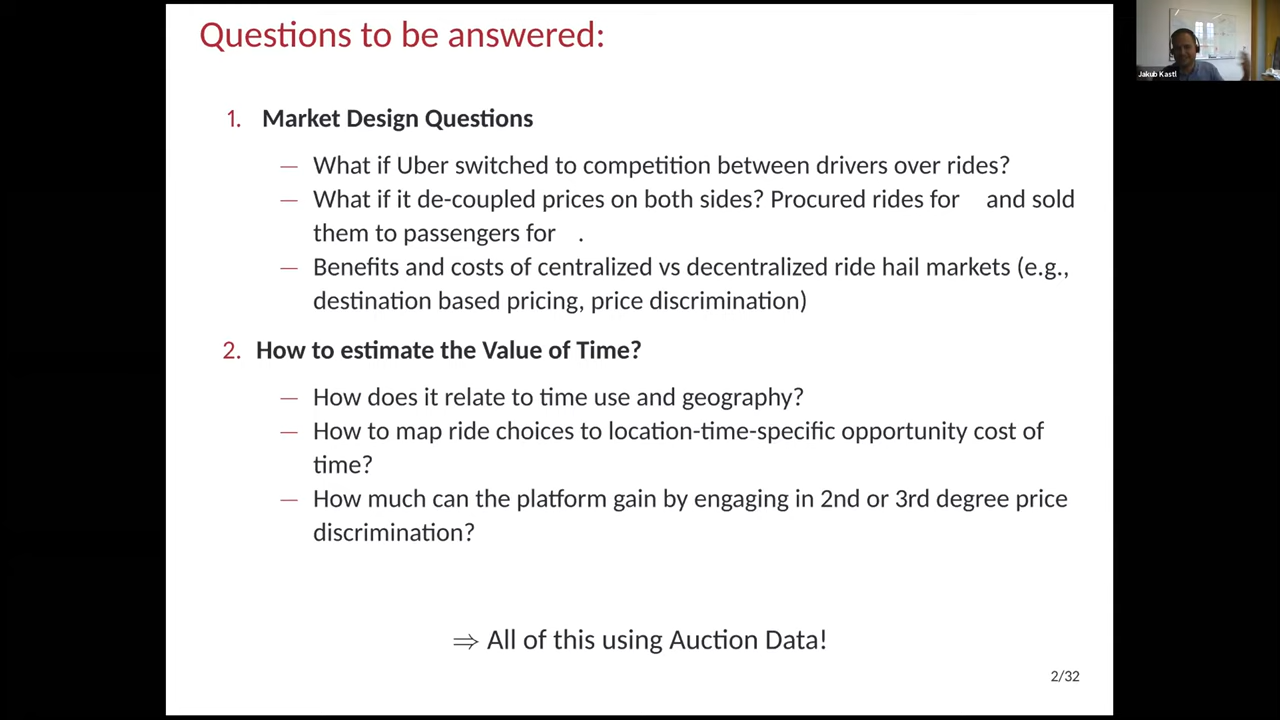 Questions to be answered:
1. Market Design Questions
— What if Uber switched to competition between drivers over rides?
— What if it de-coupled prices on both sides? Procured rides for and sold
them to passengers for .
— Benefits and costs of centralized vs decentralized ride hail markets (e.g.,
destination based pricing, price discrimination)
2. How to estimate the Value of Time?
— How does it relate to time use and geography?
— How to map ride choices to location-time-specific opportunity cost of
time?
— How much can the platform gain by engaging in 2nd or 3rd degree price
discrimination?
⇒ All of this using Auction Data!
2/32
Jakub Kastl